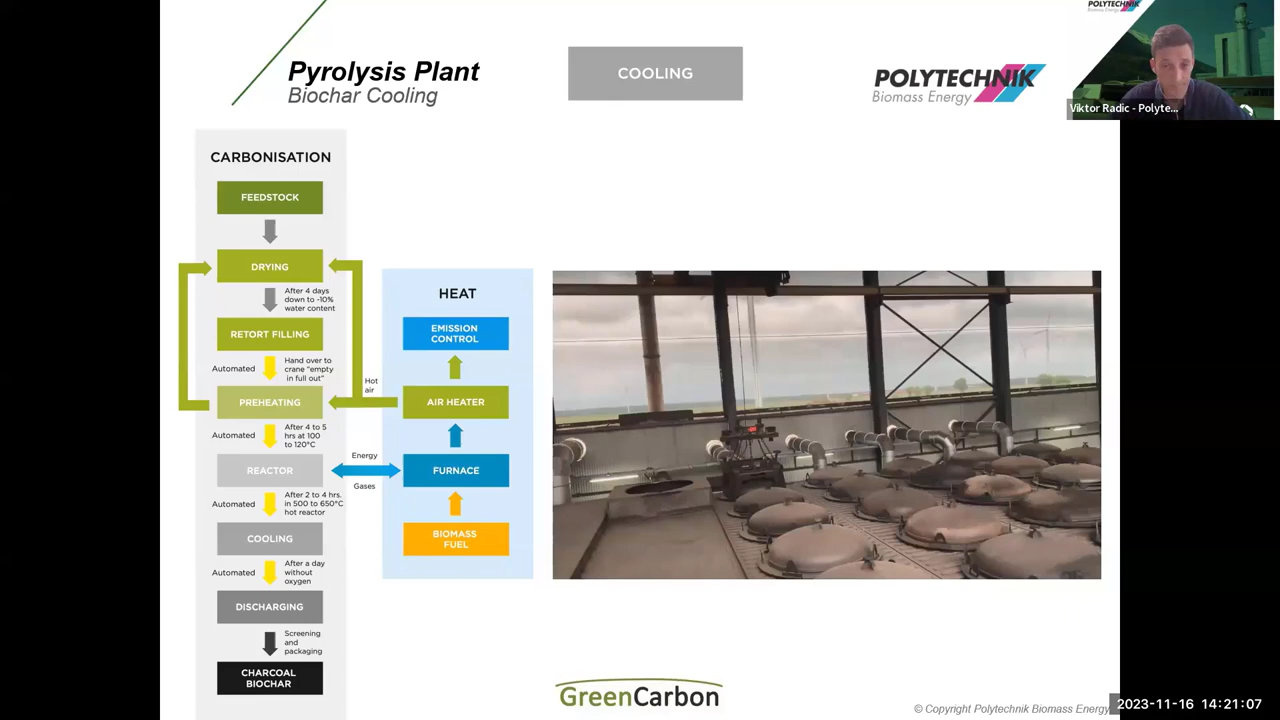 Pyrolysis Plant
Biochar Cooling
COOLING
POLYTECHNIK
Biomass Energy
POLYTECHNIK
Biomass Energy
Viktor Radic - Polyte...
CARBONISATION
FEEDSTOCK
DRYING
After 4 days
down to ~10%
water content
RETORT FILLING
Automated
Hand over to
crane "empty
in full out"
PREHEATING
Automated
After 4 to 5
hrs at 100
to 120°C
REACTOR
Automated
After 2 to 4 hrs.
in 500 to 650°C
hot reactor
COOLING
Automated
After a day
without
oxygen
DISCHARGING
Screening
and
packaging
CHARCOAL
BIOCHAR
Hot
air
Energy
Gases
HEAT
EMISSION
CONTROL
AIR HEATER
FURNACE
BIOMASS
FUEL
GreenCarbon
© Copyright Polytechnik Biomass Energy
2023-11-16 14:21:07